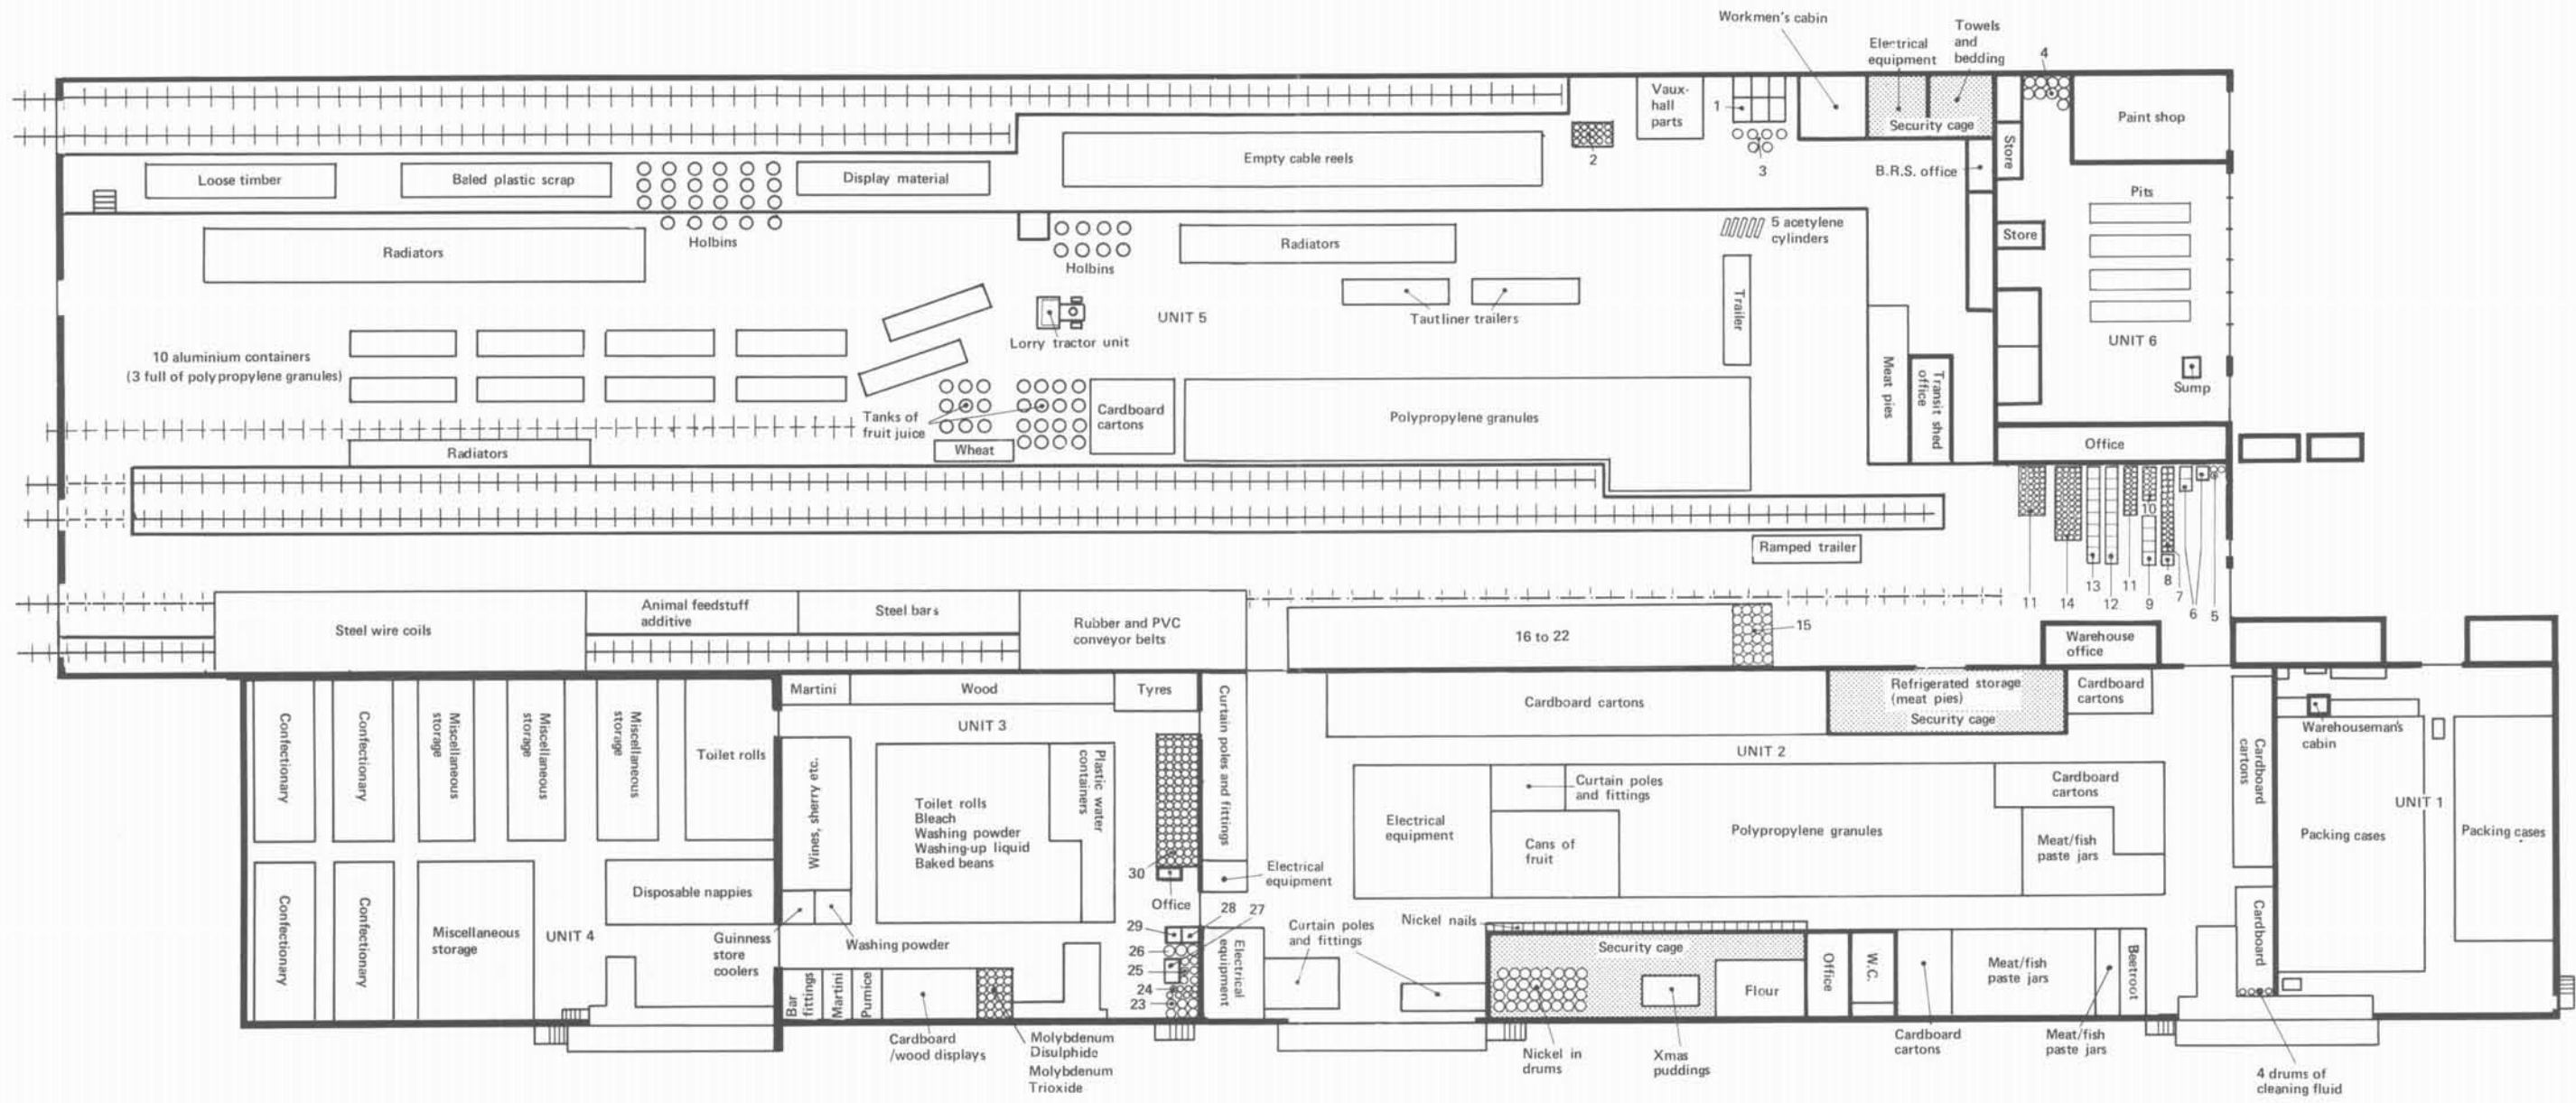 Workmen's cabin
Electrical
equipment
Towels
and
bedding
4
Vaux-
hall
parts
1
2
3
Security cage
Paint shop
Store
B.R.S. office
Loose timber
Baled plastic scrap
Display material
Empty cable reels
Holbins
Radiators
Holbins
Radiators
5 acetylene
cylinders
Pits
Store
Trailer
Tautliner trailers
UNIT 5
Lorry tractor unit
UNIT 6
Sump
10 aluminium containers
(3 full of polypropylene granules)
Tanks of
fruit juice
Cardboard
cartons
Polypropylene granules
Meat pies
Transit shed
office
Office
Radiators
Wheat
Ramped trailer
10
11
14
13
12
11
9
8
7
6
5
Steel wire coils
Animal feedstuff
additive
Steel bars
Rubber and PVC
conveyor belts
16 to 22
15
Warehouse
office
Confectionary
Confectionary
Miscellaneous
storage
Miscellaneous
storage
Miscellaneous
storage
Toilet rolls
Martini
Wood
Tyres
UNIT 3
Curtain poles and fittings
Cardboard cartons
Refrigerated storage
(meat pies)
Security cage
Cardboard
cartons
UNIT 2
Cardboard
cartons
Warehouseman's
cabin
UNIT 1
Packing cases
Packing cases
Wines, sherry etc.
Toilet rolls
Bleach
Washing powder
Washing-up liquid
Baked beans
Plastic water
containers
30
Office
Electrical
equipment
Electrical
equipment
Curtain poles
and fittings
Cans of
fruit
Polypropylene granules
Cardboard
cartons
Meat/fish
paste jars
Confectionary
Confectionary
Miscellaneous
storage
UNIT 4
Disposable nappies
Guinness
store
coolers
Washing powder
29
28
27
26
25
24
23
Electrical
equipment
Curtain poles
and fittings
Nickel nails
Security cage
Flour
Office
W.C.
Meat/fish
paste jars
Beetroot
Cardboard
Bar
fittings
Martini
Pumice
Cardboard
/wood displays
Molybdenum
Disulphide
Molybdenum
Trioxide
Nickel in
drums
Xmas
puddings
Cardboard
cartons
Meat/fish
paste jars
4 drums of
cleaning fluid